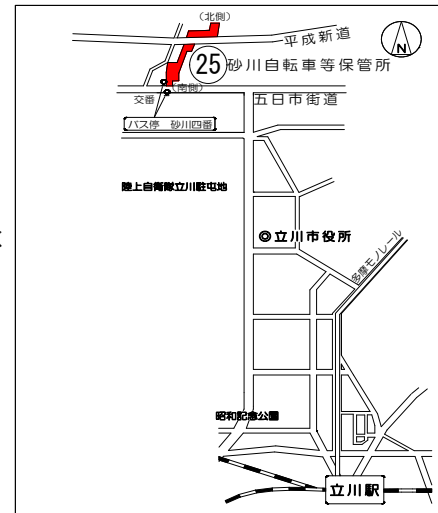 （北側）
平成新道
N
25
砂川自転車等保管所
（南側）
交番
五日市街道
バス停　砂川四番
陸上自衛隊立川駐屯地
◎立川市役所
多摩モノレール
昭和記念公園
立川駅